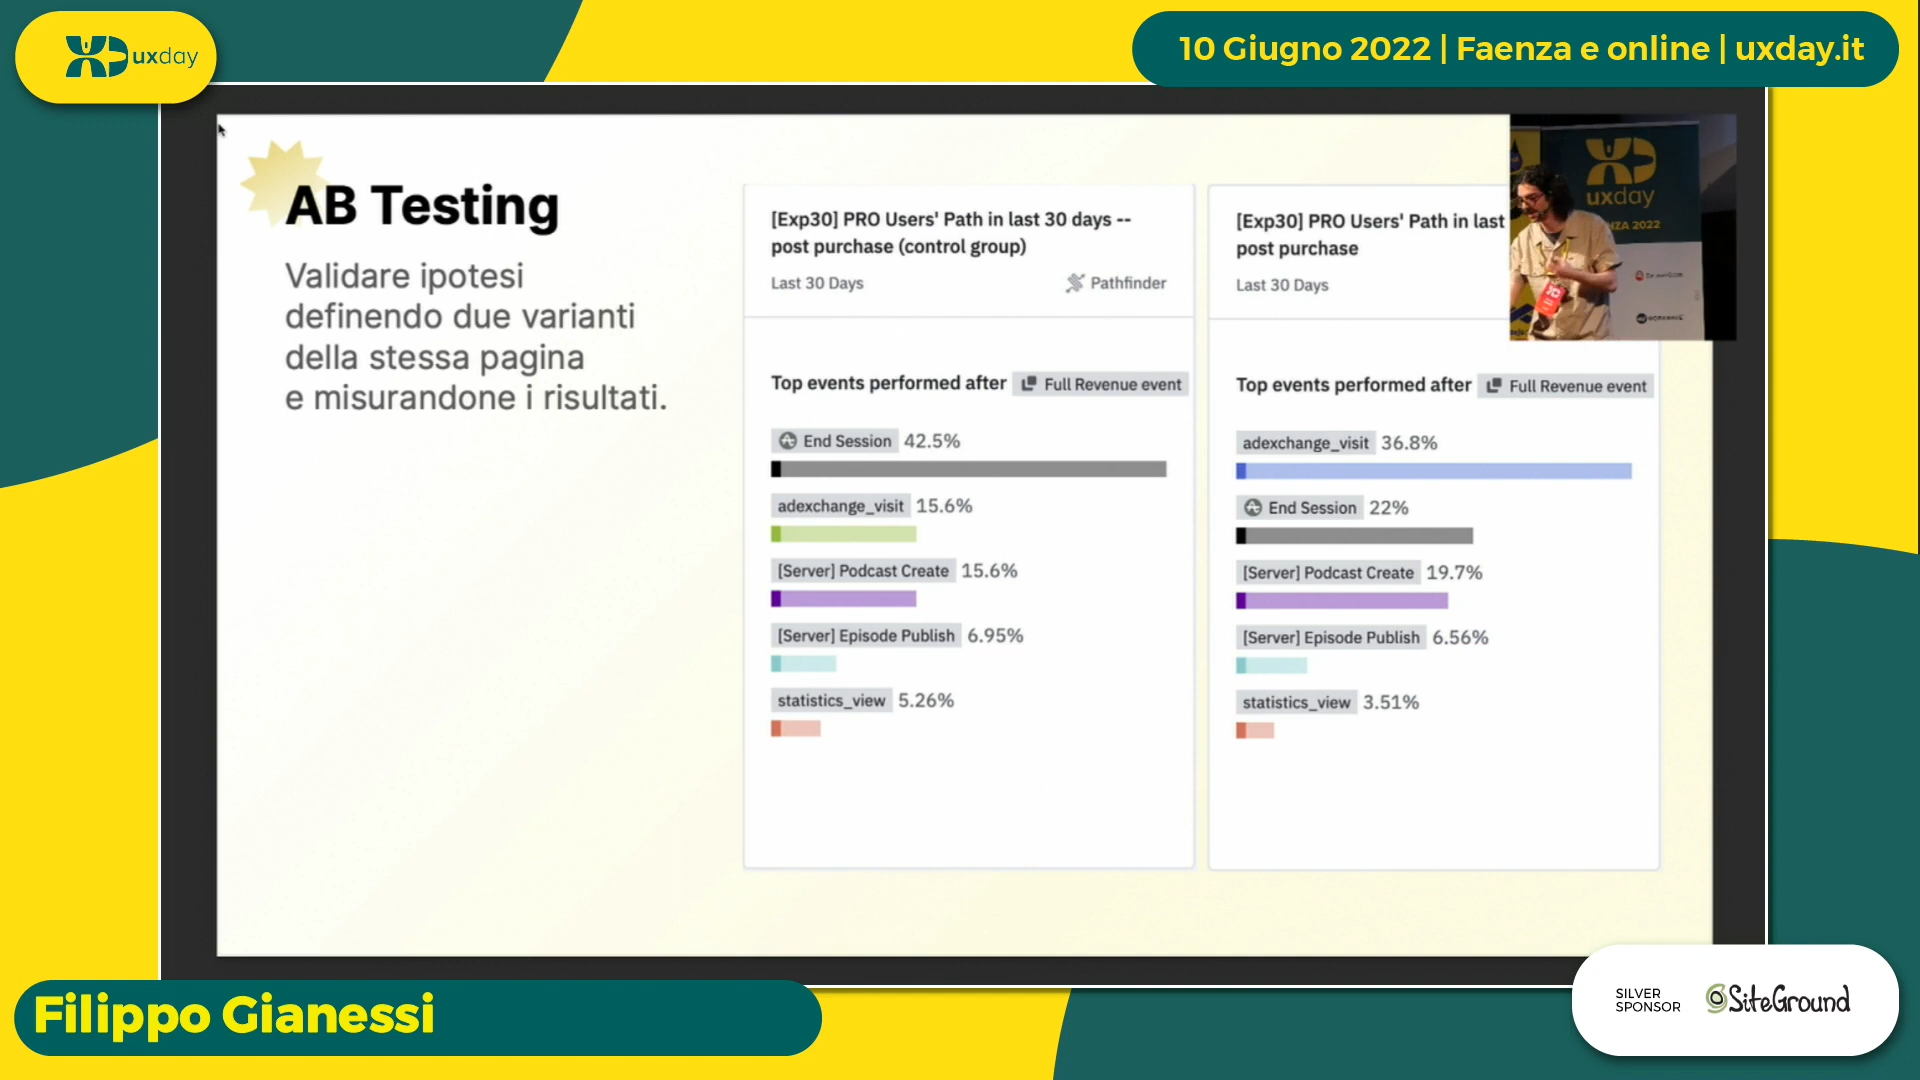 uxday
10 Giugno 2022 | Faenza e online | uxday.it
AB Testing
Validare ipotesi
definendo due varianti
della stessa pagina
e misurandone i risultati.
[Exp30] PRO Users' Path in last 30 days --
post purchase (control group)
Last 30 Days
Pathfinder
Top events performed after Full Revenue event
End Session 42.5%
adexchange_visit 15.6%
[Server] Podcast Create 15.6%
[Server] Episode Publish 6.95%
statistics_view 5.26%
[Exp30] PRO Users' Path in last
post purchase
Last 30 Days
Top events performed after Full Revenue event
adexchange_visit 36.8%
End Session 22%
[Server] Podcast Create 19.7%
[Server] Episode Publish 6.56%
statistics_view 3.51%
uxday
NZA 2022
Filippo Gianessi
SILVER
SPONSOR
SiteGround